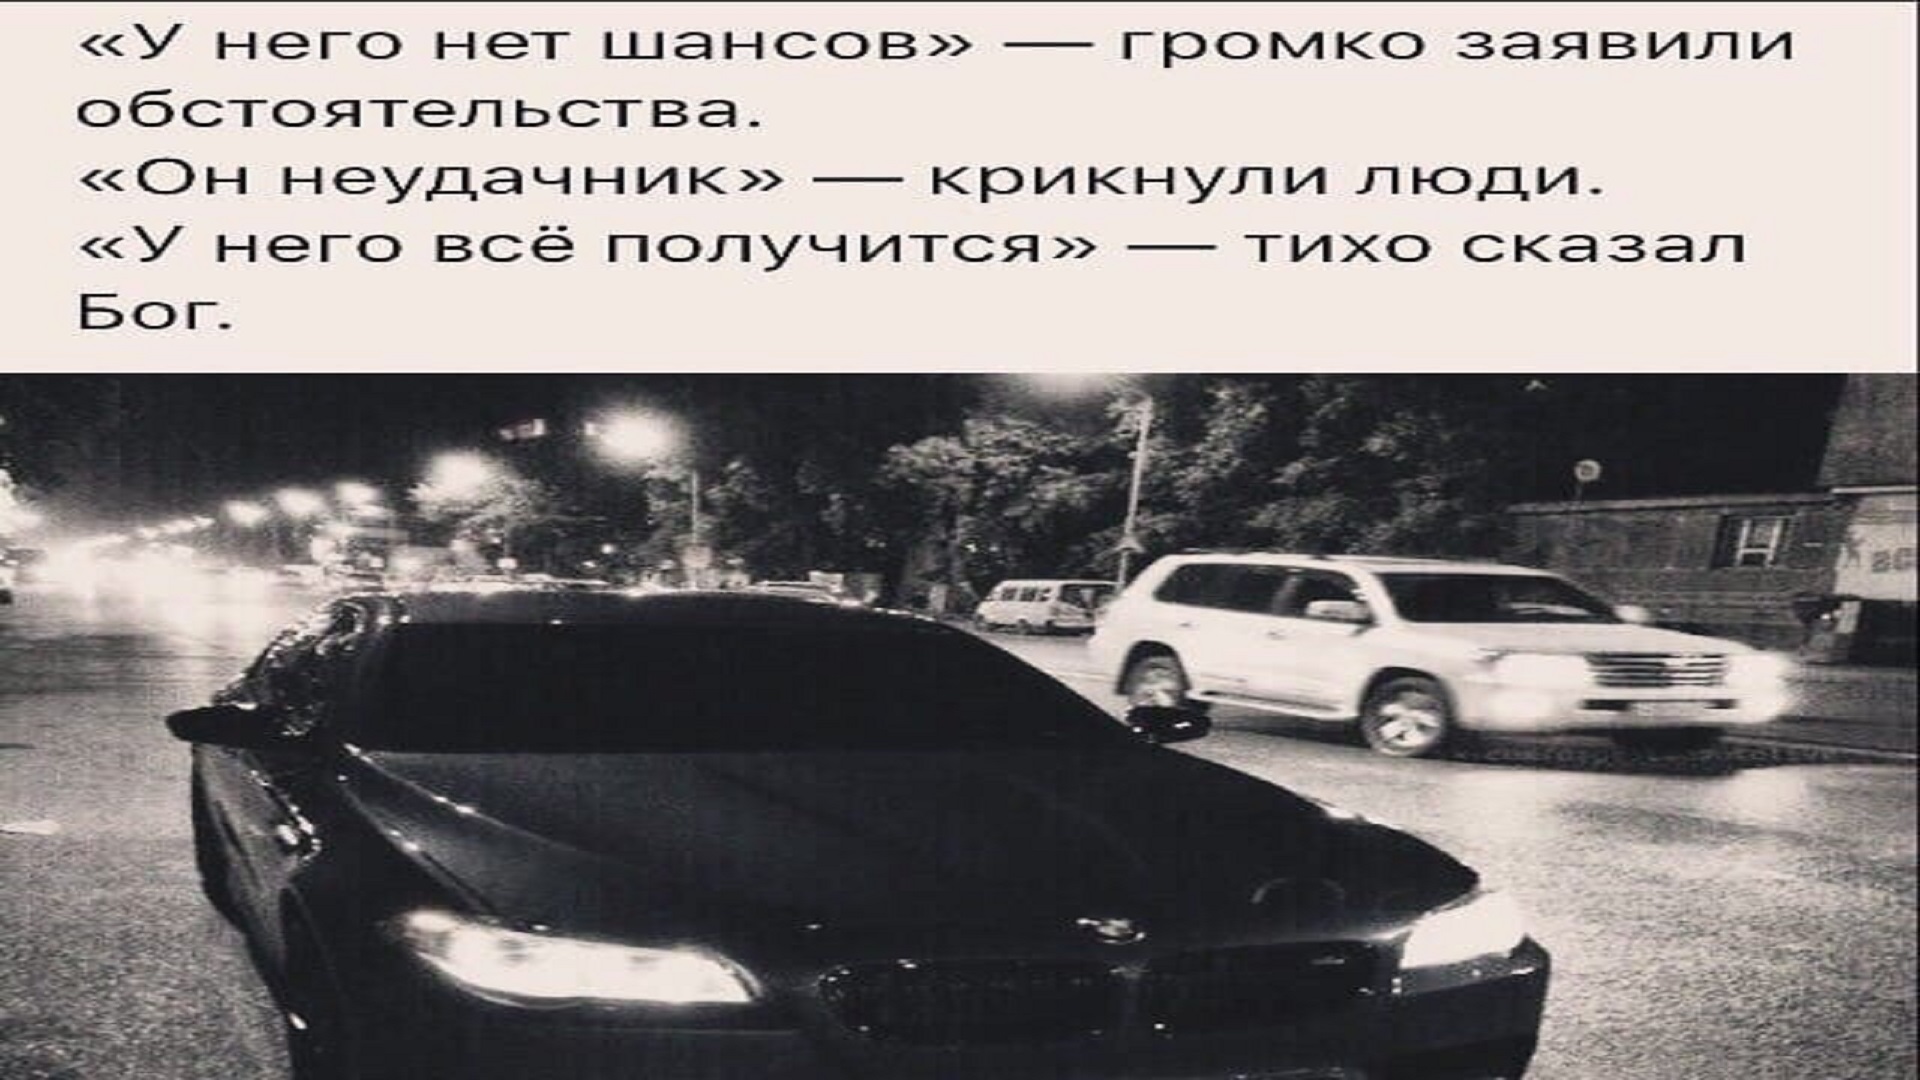 «У него нет шансов» — громко заявили
обстоятельства.
«Он неудачник» — крикнули люди.
«У него всё получится» — тихо сказал
Бог.